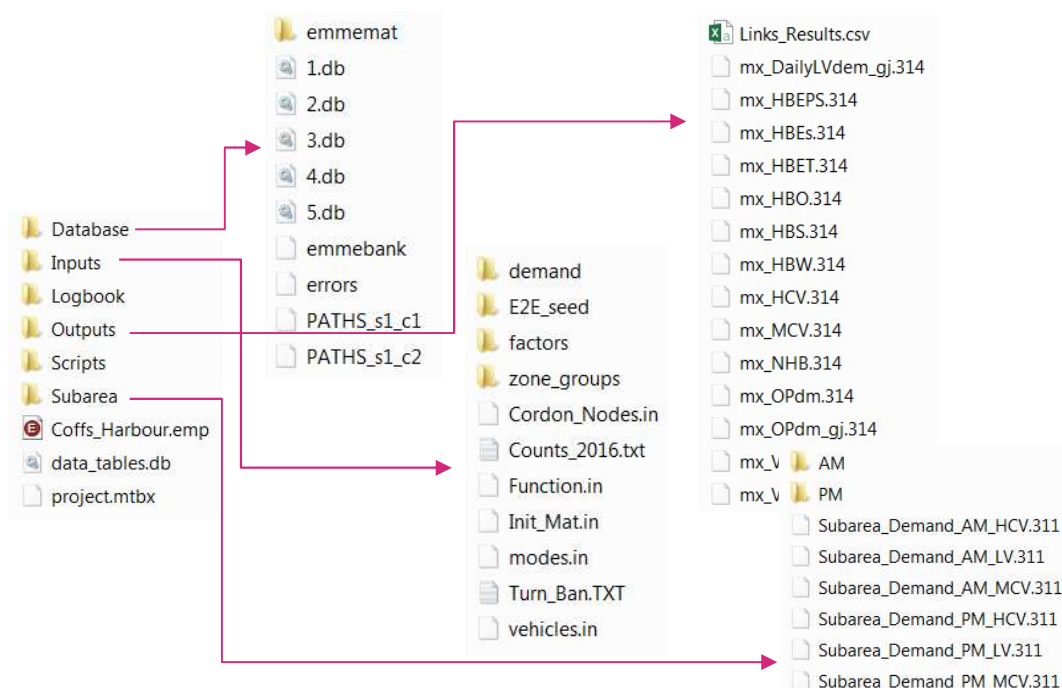 Database
Inputs
Logbook
Outputs
Scripts
Subarea
Coffs_Harbour.emp
data_tables.db
project.mtbx
emmemat
1.db
2.db
3.db
4.db
5.db
emmebank
errors
PATHS_s1_c1
PATHS_s1_c2
demand
E2E_seed
factors
zone_groups
Cordon_Nodes.in
Counts_2016.txt
Function.in
Init_Mat.in
modes.in
Turn_Ban.TXT
vehicles.in
Links_Results.csv
mx_DailyLVdem_gj.314
mx_HBEPS.314
mx_HBEs.314
mx_HBET.314
mx_HBO.314
mx_HBS.314
mx_HBW.314
mx_HCV.314
mx_MCV.314
mx_NHB.314
mx_OPdm.314
mx_OPdm_gj.314
mx_V
mx_V
AM
PM
Subarea_Demand_AM_HCV.311
Subarea_Demand_AM_LV.311
Subarea_Demand_AM_MCV.311
Subarea_Demand_PM_HCV.311
Subarea_Demand_PM_LV.311
Subarea_Demand_PM_MCV.311